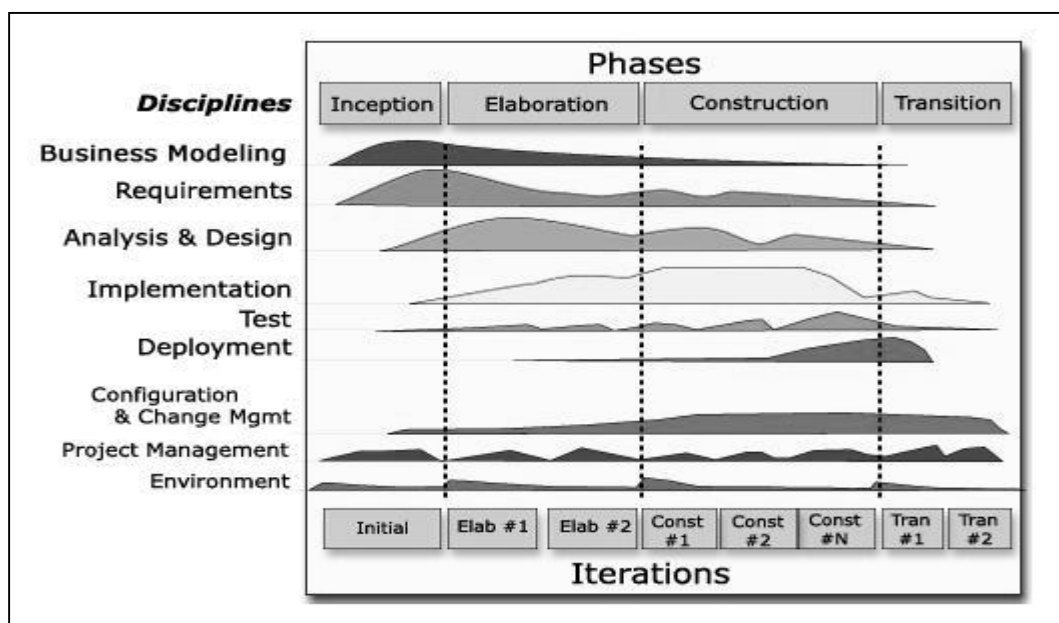 Phases
Disciplines
Inception
Elaboration
Construction
Transition
Business Modeling
Requirements
Analysis & Design
Implementation
Test
Deployment
Configuration
& Change Mgmt
Project Management
Environment
Initial
Elab #1
Elab #2
Const
#1
Const
#2
Const
#N
Tran
#1
Tran
#2
Iterations